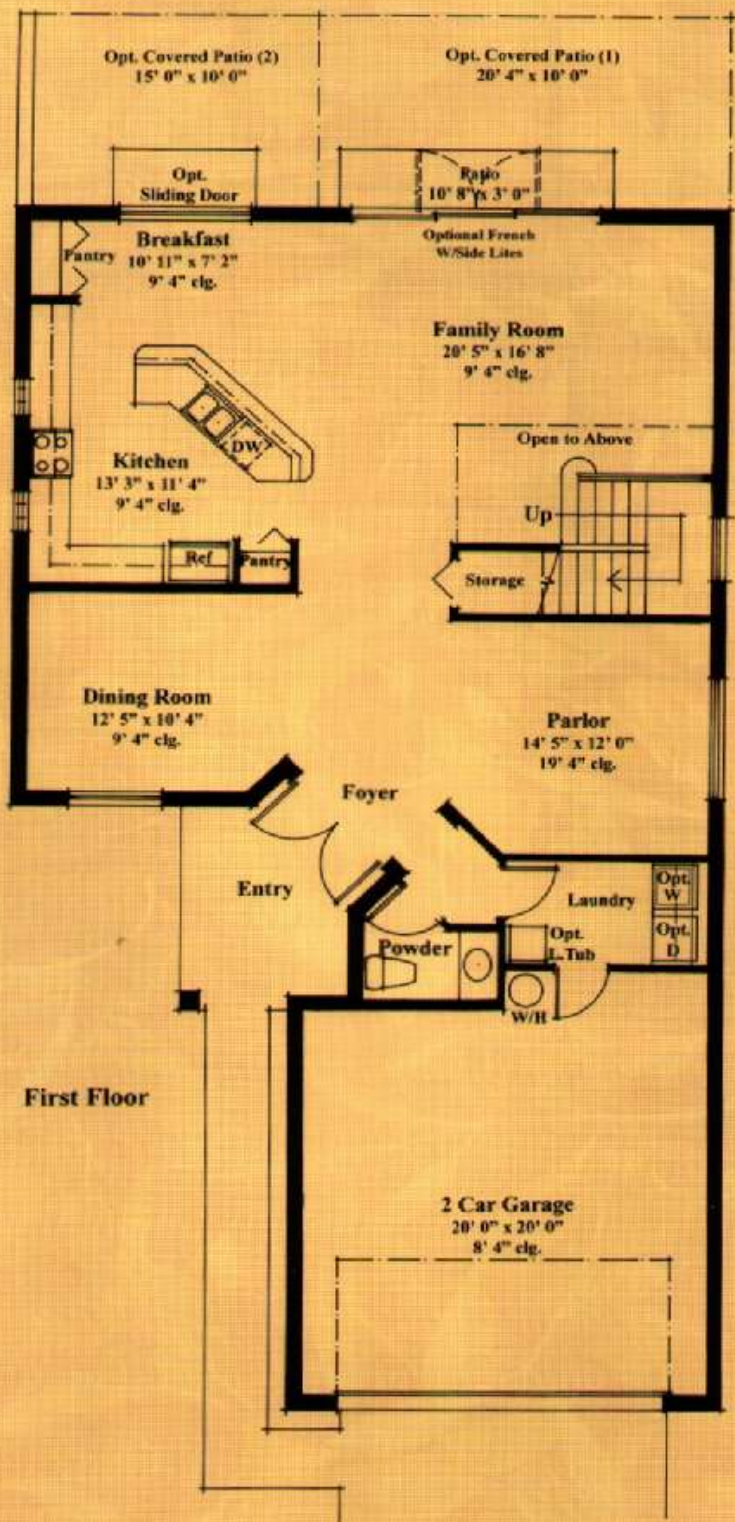 Opt. Covered Patio (2)
15' 0" x 10' 0"
Opt. Covered Patio (1)
20' 4" x 10' 0"
Opt.
Sliding Door
Patio
10' 8" x 3' 0"
Optional French
W/Side Lites
Pantry
Breakfast
10' 11" x 7' 2"
9' 4" clg.
Family Room
20' 5" x 16' 8"
9' 4" clg.
DW
Kitchen
13' 3" x 11' 4"
9' 4" clg.
Open to Above
Up
Ref
Pantry
Storage
Dining Room
12' 5" x 10' 4"
9' 4" clg.
Parlor
14' 5" x 12' 0"
19' 4" clg.
Foyer
Entry
Laundry
Opt.
W
Opt.
D
Opt.
L.Tub
Powder
W/H
First Floor
2 Car Garage
20' 0" x 20' 0"
8' 4" clg.